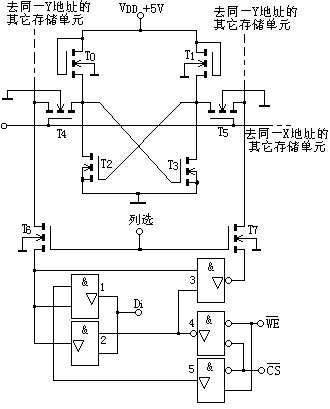 去同一Y地址的
其它存储单元
VDD +5V
去同一Y地址的
其它存储单元
T0
T1
T4
T5
去同一X地址的
其它存储单元
T2
T3
T6
列选
T7
&
&
1
3
Di
&
2
&
4
WE
&
5
CS